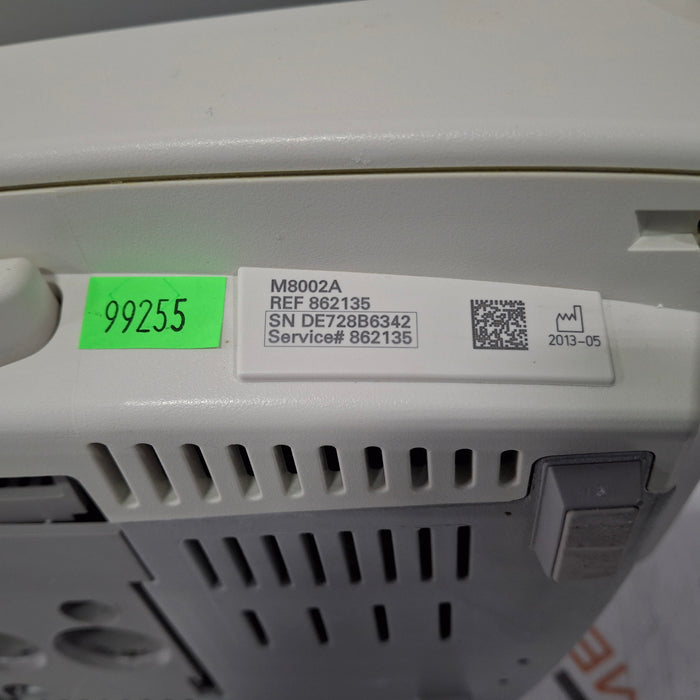 99255
M8002A
REF 862135
SN DE728B6342
Service# 862135
2013-05